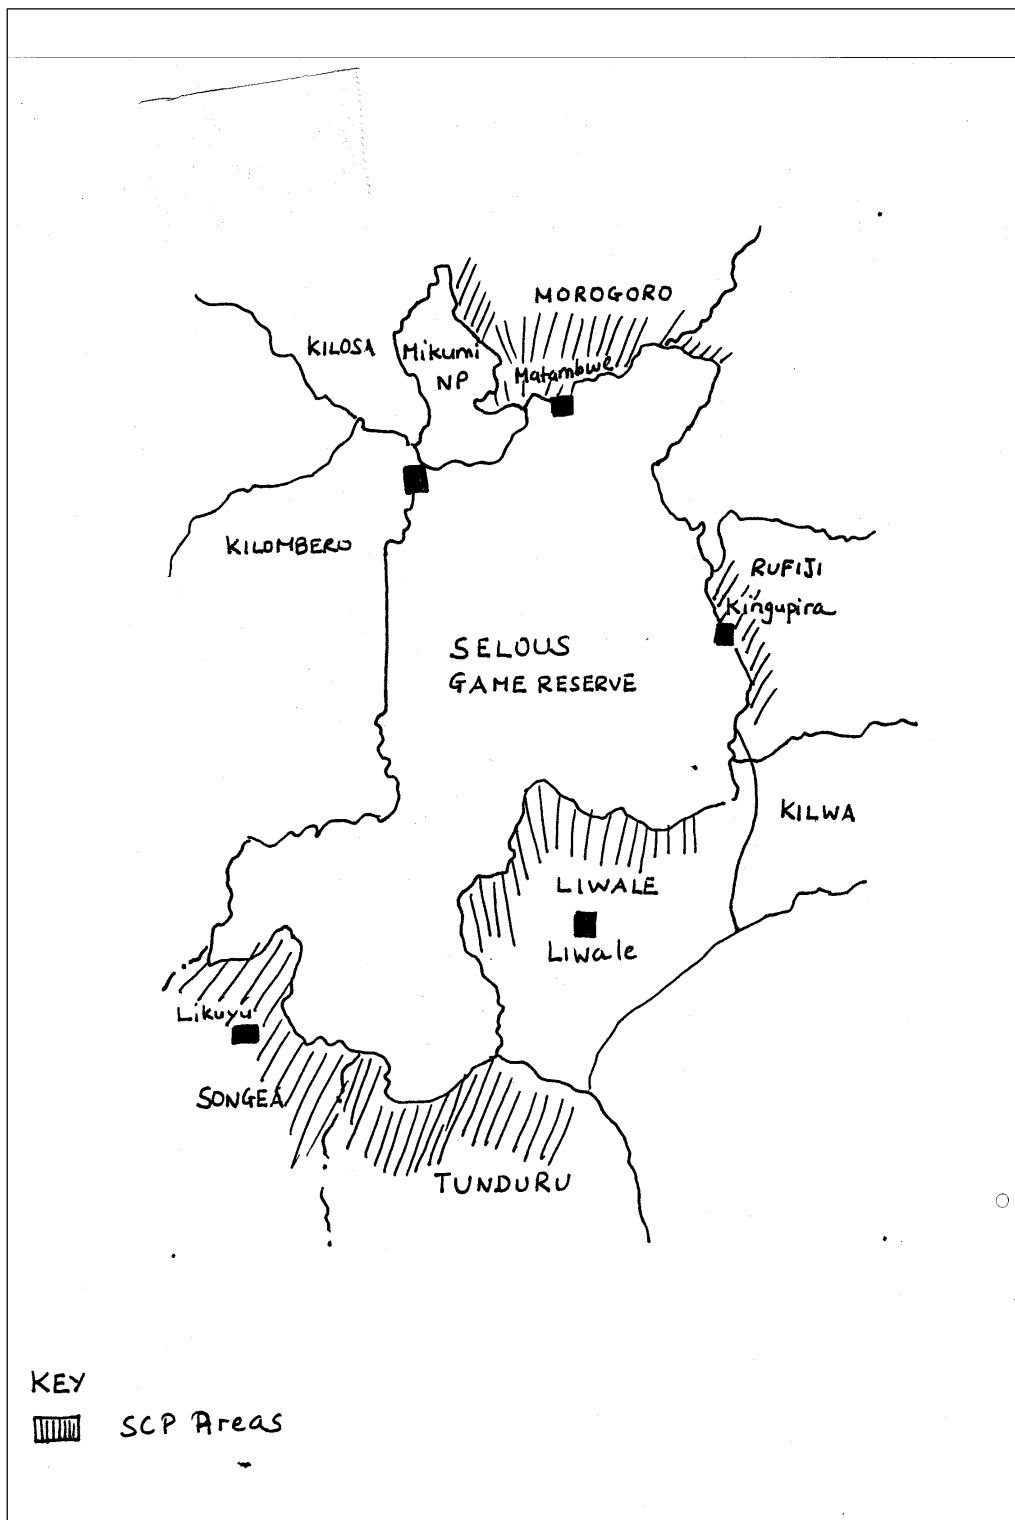 MOROGORO
KILOSA
Mikumi
NP
Matambwe
KILOMBERO
RUFIJI
Kingupira
SELOUS
GAME RESERVE
KILWA
LIWALE
Liwale
Likuyu
SONGEA
TUNDURU
KEY
SCP Areas